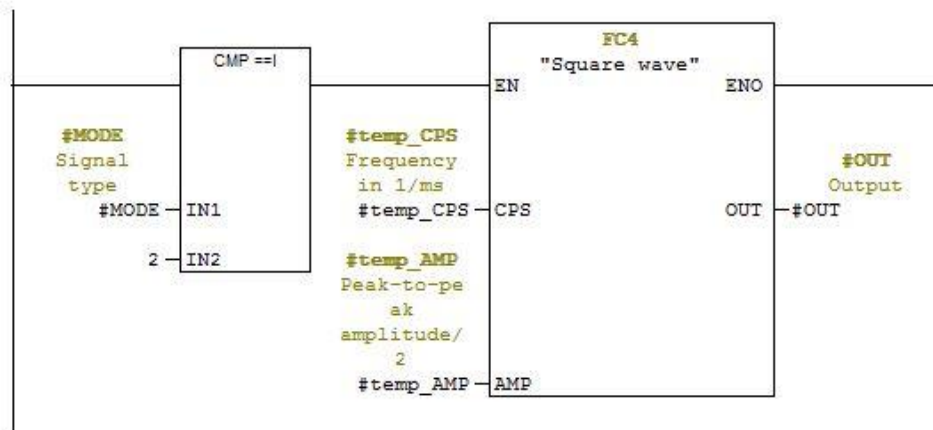 CMP ==I
#MODE
Signal
type
#MODE
IN1
2
IN2
FC4
"Square wave"
EN
ENO
#temp_CPS
Frequency
in 1/ms
#temp_CPS
CPS
#OUT
Output
OUT
#OUT
#temp_AMP
Peak-to-pe
ak
amplitude/
2
#temp_AMP
AMP